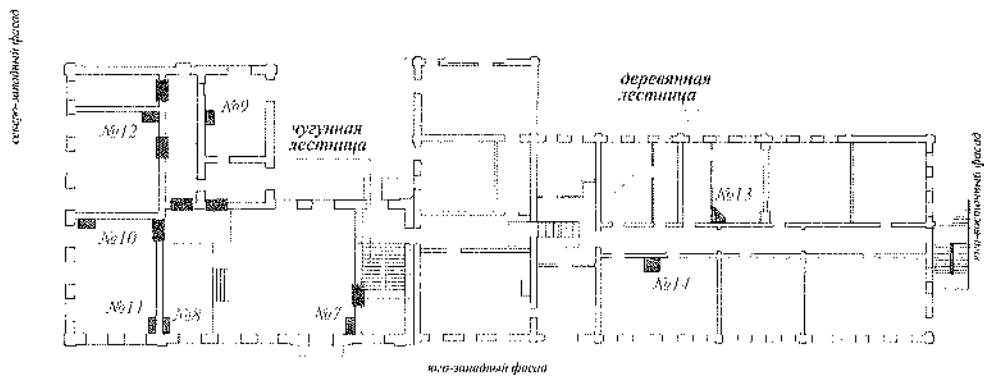 северо-западный фасад
№9
деревянная
лестница
№12
чугунная
лестница
юго-восточный фасад
№13
№10
№14
№11
№8
№7
юго-западный фасад